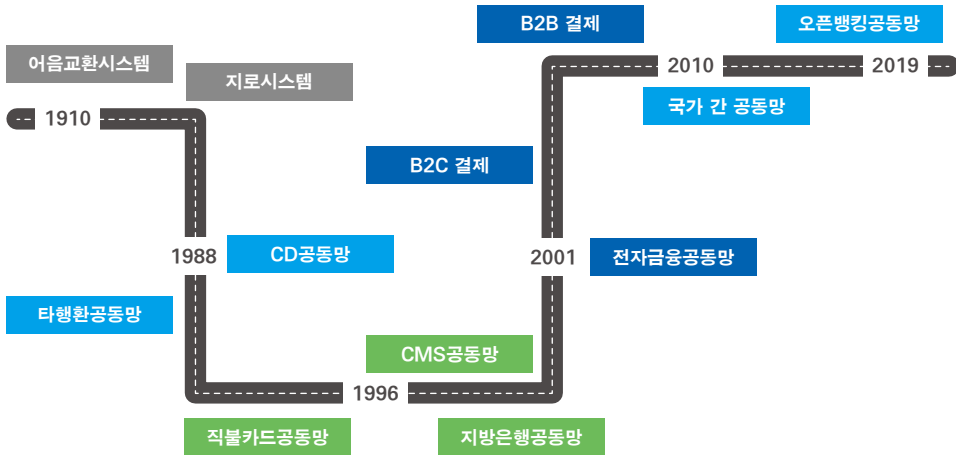 어음교환시스템
1910
지로시스템
1988
CD공동망
타행환공동망
직불카드공동망
1996
CMS공동망
지방은행공동망
2001
전자금융공동망
B2C 결제
B2B 결제
2010
국가 간 공동망
오픈뱅킹공동망
2019